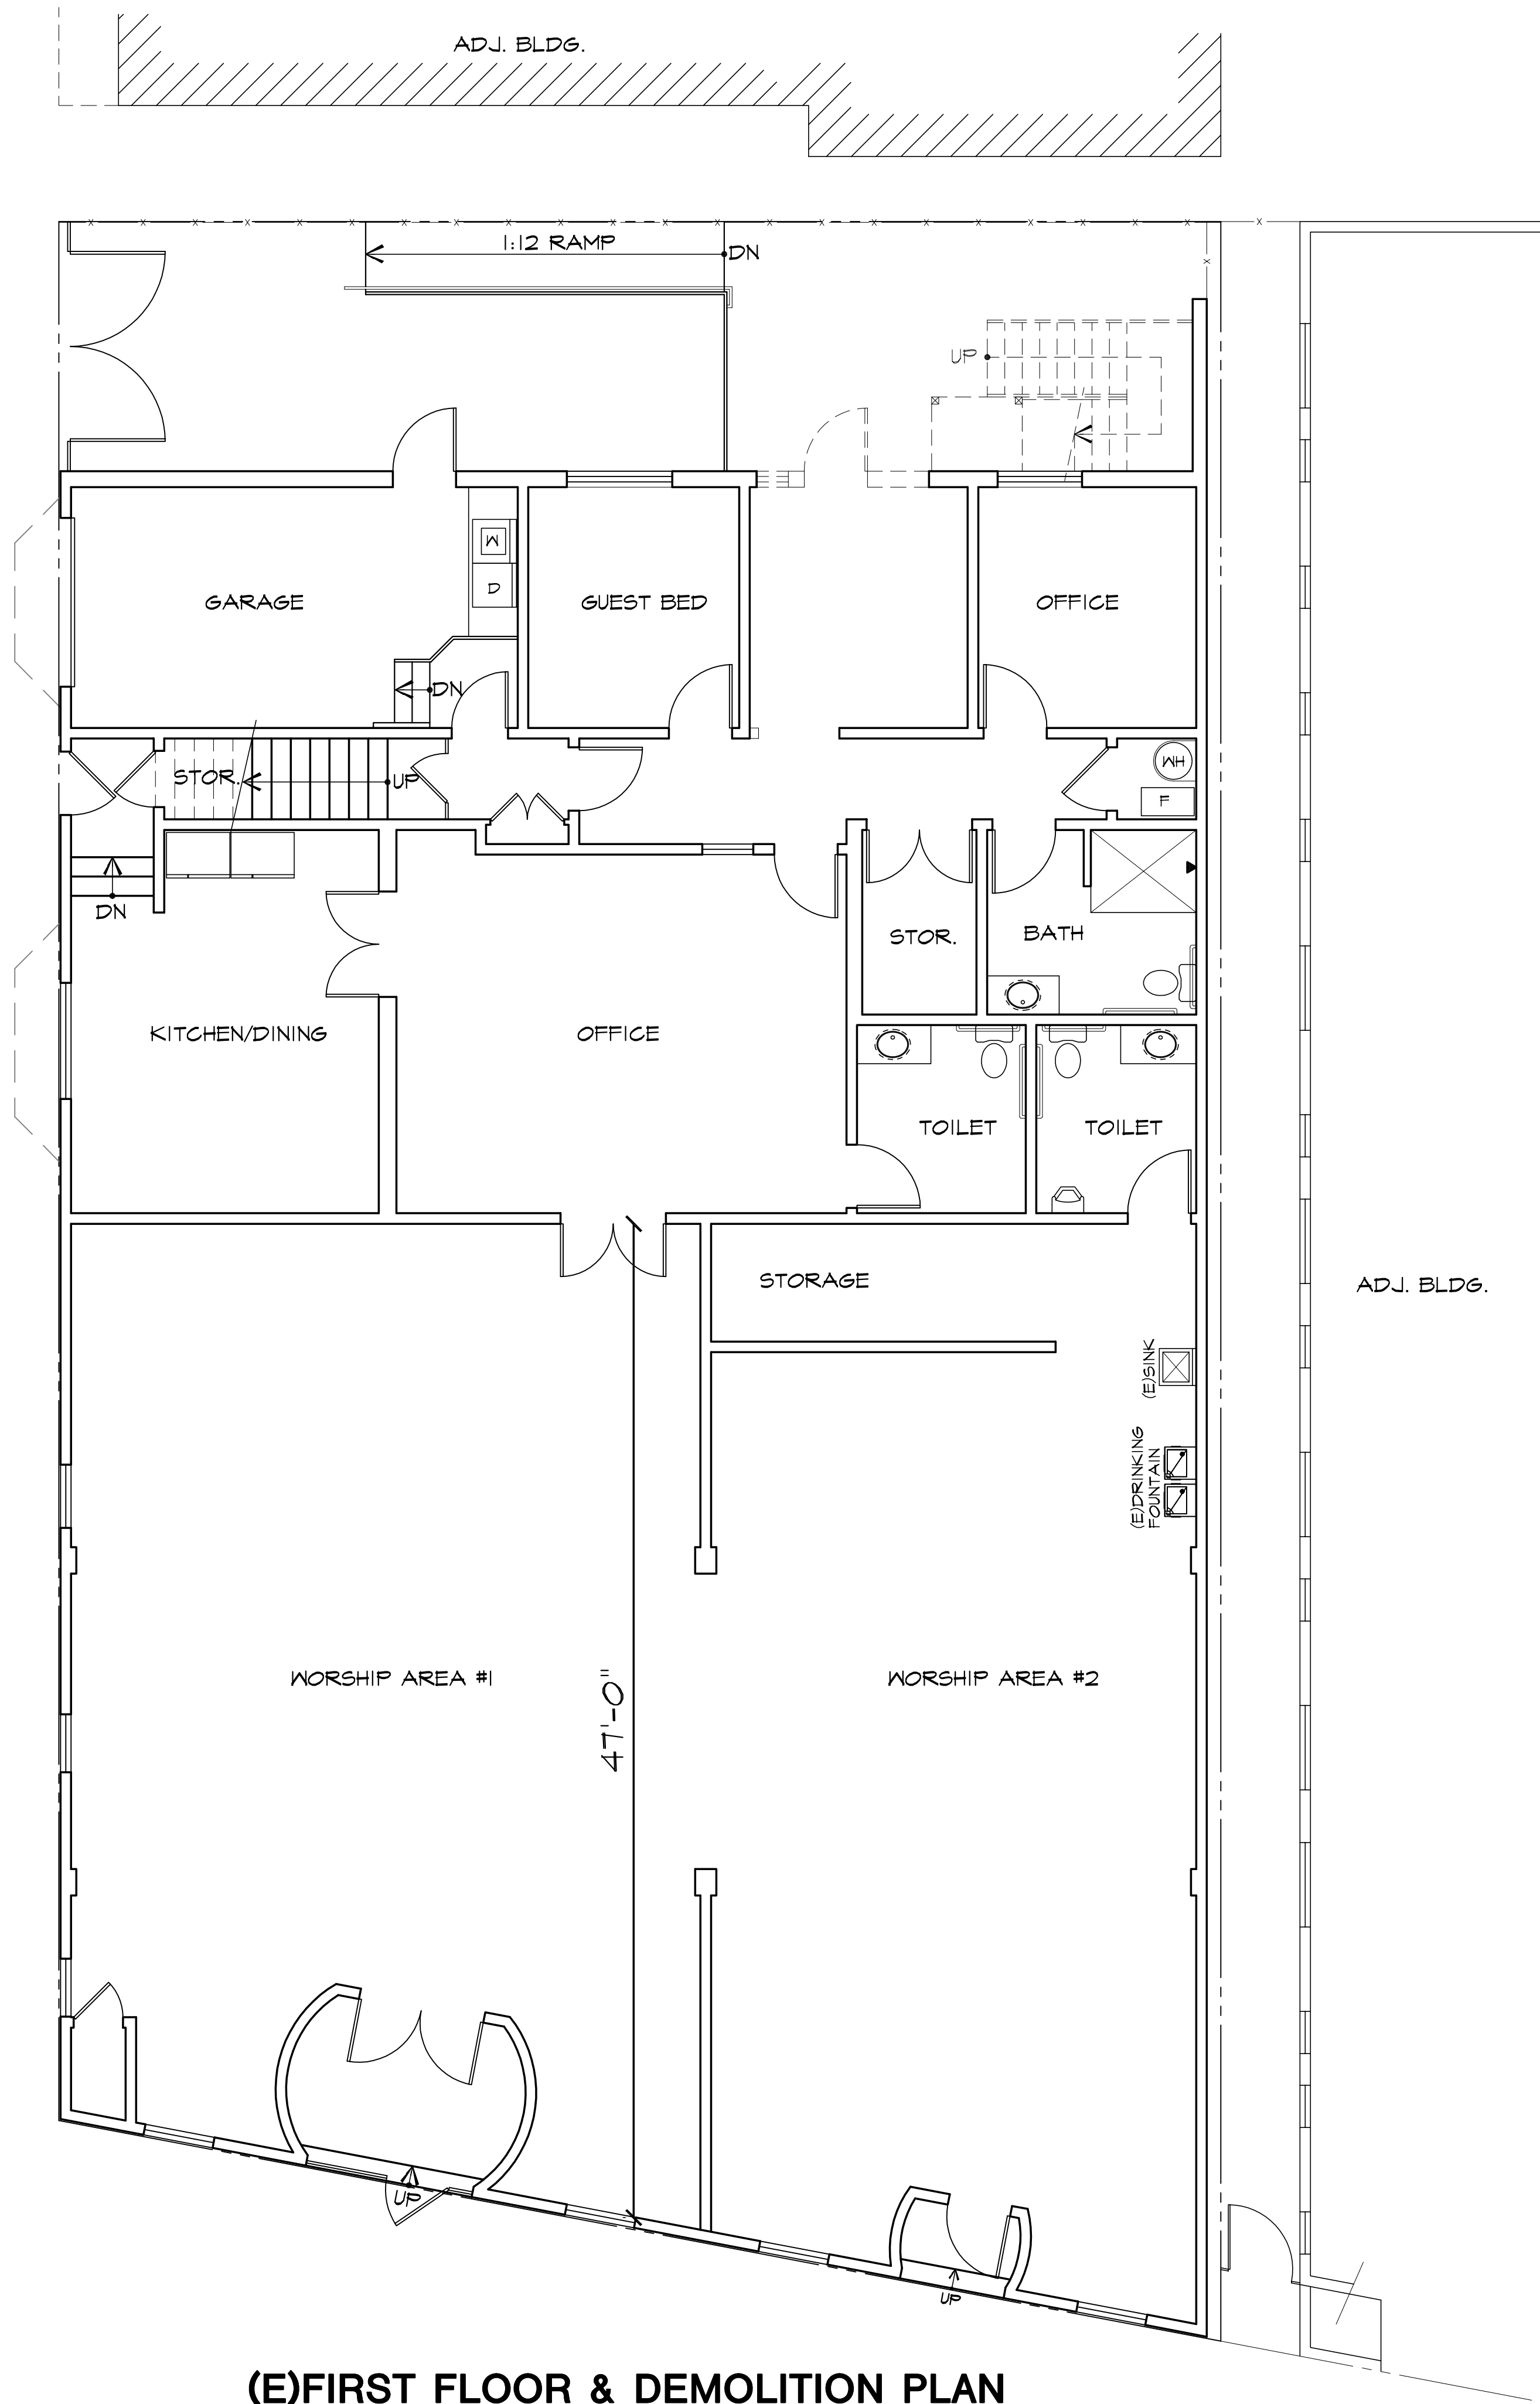 ADJ. BLDG.
1:12 RAMP
DN
UP
W
D
GARAGE
GUEST BED
OFFICE
DN
STOR.
UP
WH
F
DN
STOR.
BATH
KITCHEN/DINING
OFFICE
TOILET
TOILET
STORAGE
ADJ. BLDG.
(E)SINK
(E)DRINKING
FOUNTAIN
WORSHIP AREA #1
47'-0"
WORSHIP AREA #2
UP
UP
(E)FIRST FLOOR & DEMOLITION PLAN